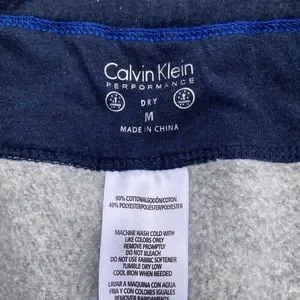 Calvin Klein
PERFORMANCE
DRY
M
MADE IN CHINA
60% COTTON/ALGODÓN/COTON
40% POLYESTER/POLIÉSTER/POLYESTER
MACHINE WASH COLD WITH
LIKE COLORS ONLY
REMOVE PROMPTLY
DO NOT BLEACH
DO NOT USE FABRIC SOFTENER
TUMBLE DRY LOW
COOL IRON WHEN NEEDED
LAVAR A MAQUINA CON AGUA
FRIA Y CON COLORES IGUALES